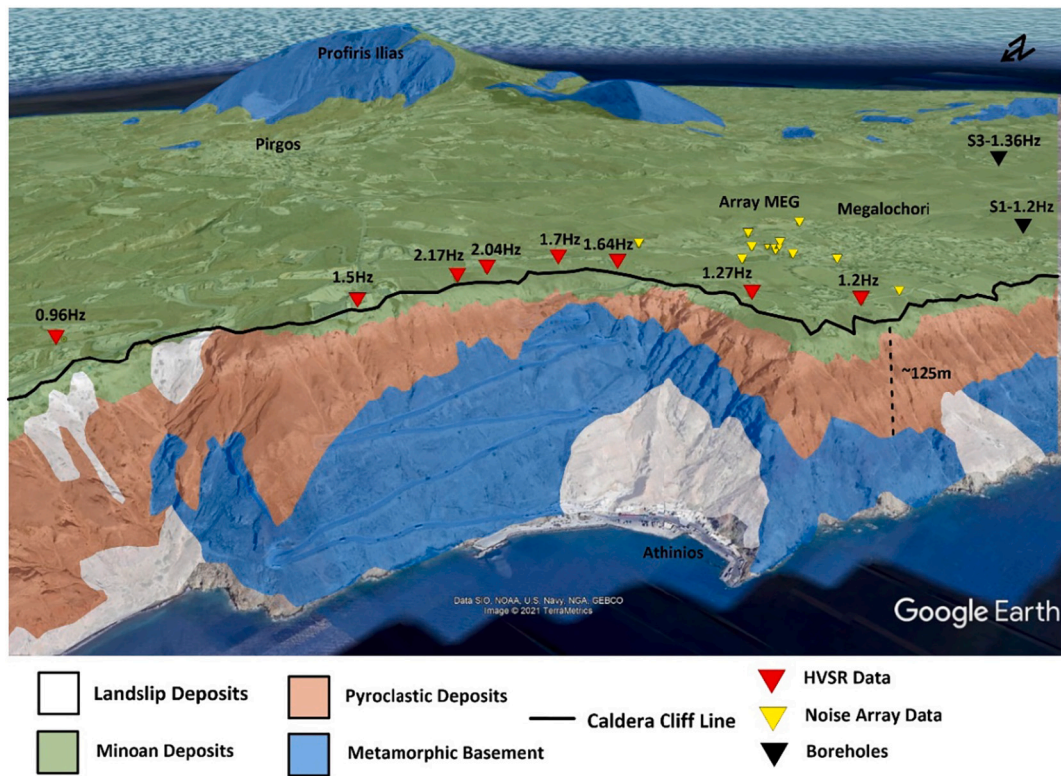 Profiris Ilias
N
Pirgos
S3-1.36Hz
Array MEG
Megalochori
S1-1.2Hz
2.17Hz
2.04Hz
1.7Hz
1.64Hz
1.5Hz
1.27Hz
1.2Hz
0.96Hz
~125m
Athinios
Data SIO, NOAA, U.S. Navy, NGA, GEBCO
Image © 2021 TerraMetrics
Google Earth
Landslip Deposits
Pyroclastic Deposits
HVSR Data
Caldera Cliff Line
Noise Array Data
Minoan Deposits
Metamorphic Basement
Boreholes